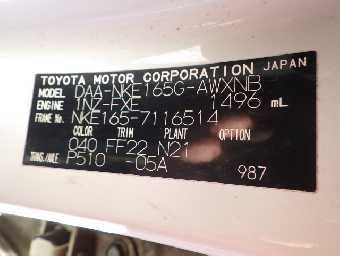 TOYOTA MOTOR CORPORATION JAPAN
MODEL DAA-NKE165G-AWXNB
ENGINE 1NZ-FXE 1496 mL
FRAME No. NKE165-7116514
COLOR TRIM PLANT OPTION
040 FF22 N21
TRANS./AXLE P510 -05A
987